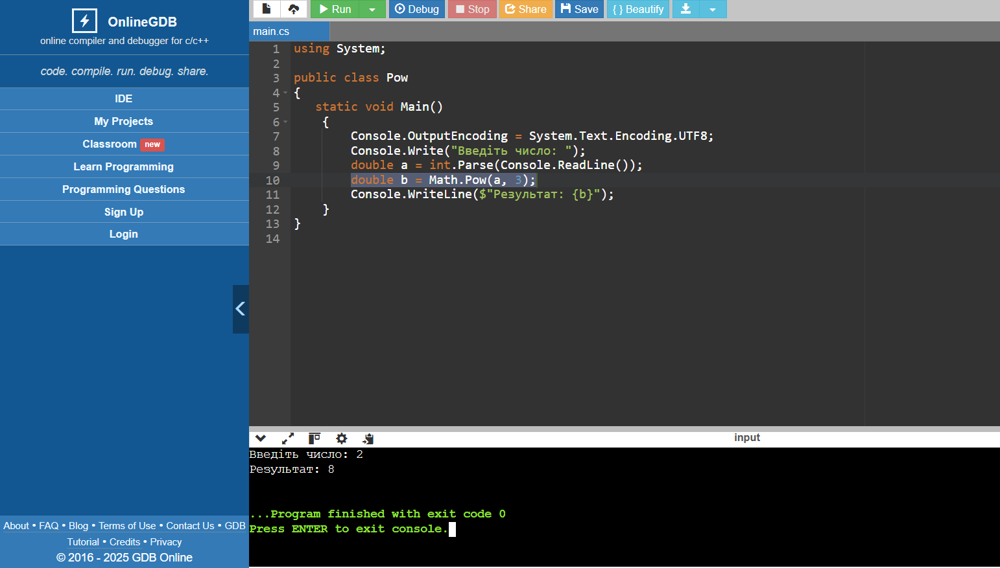 OnlineGDB
online compiler and debugger for c/c++
code. compile. run. debug. share.
IDE
My Projects
Classroom new
Learn Programming
Programming Questions
Sign Up
Login
About • FAQ • Blog • Terms of Use • Contact Us • GDB
Tutorial • Credits • Privacy
© 2016 - 2025 GDB Online
Run Debug Stop Share Save { } Beautify
main.cs
1 using System;
2
3 public class Pow
4 {
5 static void Main()
6 {
7 Console.OutputEncoding = System.Text.Encoding.UTF8;
8 Console.Write("Введіть число: ");
9 double a = int.Parse(Console.ReadLine());
10 double b = Math.Pow(a, 3);
11 Console.WriteLine($"Результат: {b}");
12 }
13 }
14
input
Введіть число: 2
Результат: 8
...Program finished with exit code 0
Press ENTER to exit console.